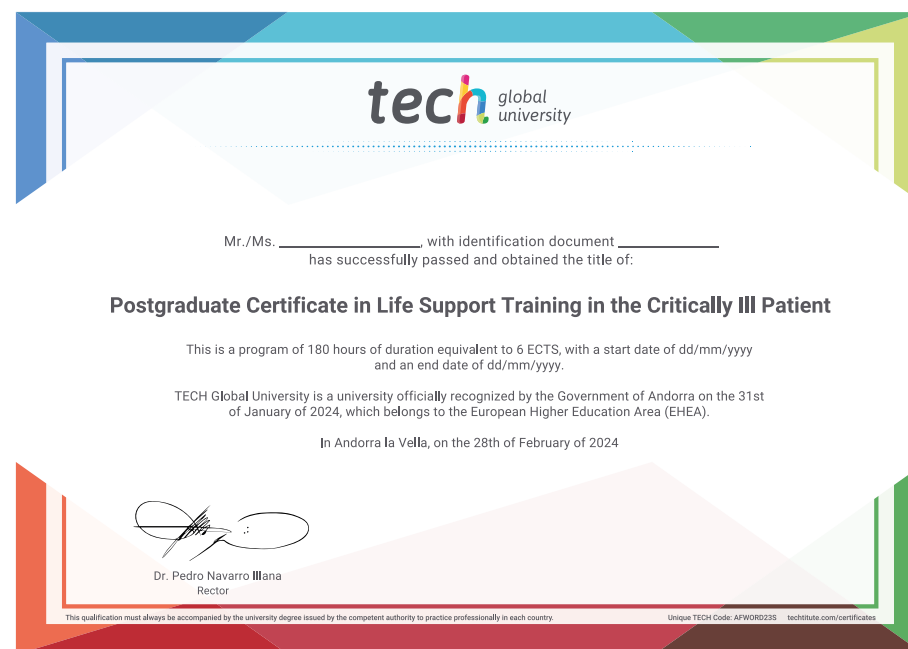 tech global
university
Mr./Ms. ____________________, with identification document ______________
has successfully passed and obtained the title of:
Postgraduate Certificate in Life Support Training in the Critically Ill Patient
This is a program of 180 hours of duration equivalent to 6 ECTS, with a start date of dd/mm/yyyy
and an end date of dd/mm/yyyy.
TECH Global University is a university officially recognized by the Government of Andorra on the 31st
of January of 2024, which belongs to the European Higher Education Area (EHEA).
In Andorra la Vella, on the 28th of February of 2024
Dr. Pedro Navarro Illana
Rector
This qualification must always be accompanied by the university degree issued by the competent authority to practice professionally in each country. Unique TECH Code: AFWORD23S techtitute.com/certificates